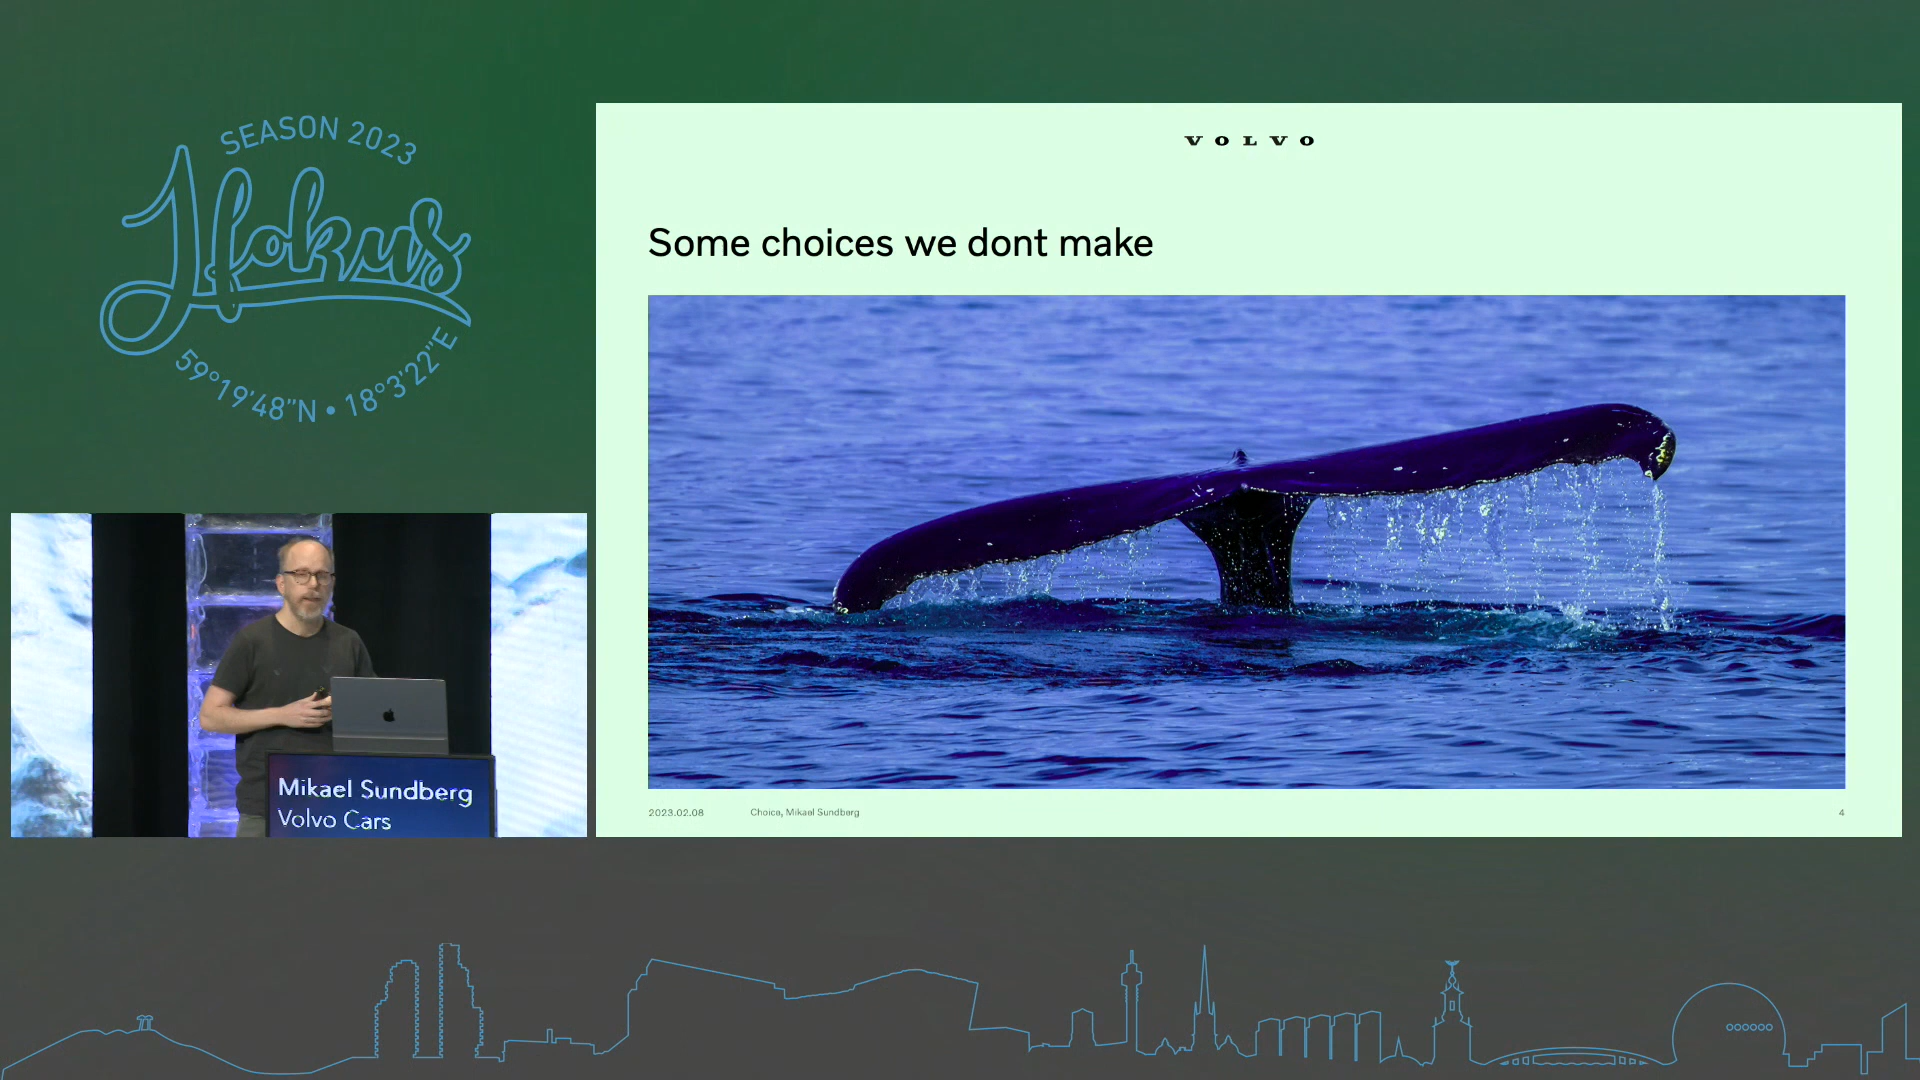 SEASON 2023
Jfokus
59°19'48"N • 18°3'22"E
VOLVO
Some choices we dont make
2023.02.08
Choice, Mikael Sundberg
4
Mikael Sundberg
Volvo Cars